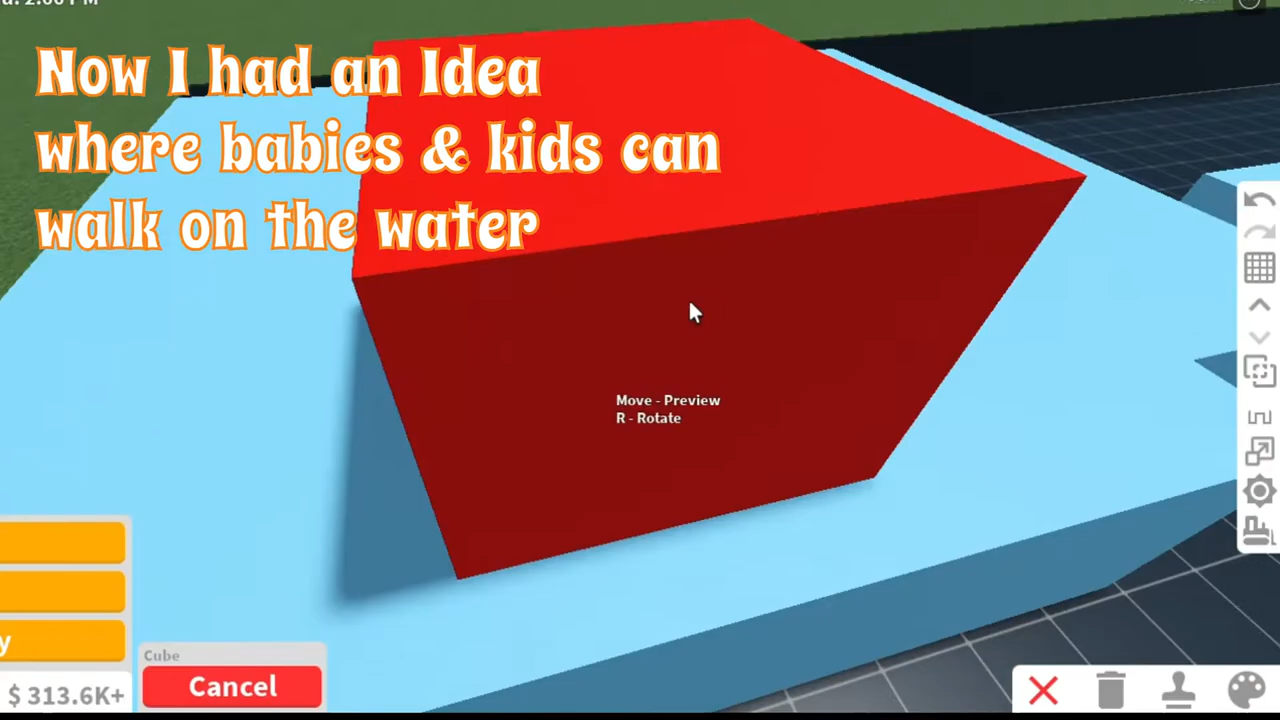 Now I had an Idea
where babies & kids can
walk on the water
Move - Preview
R - Rotate
y
Cube
$ 313.6K+
Cancel